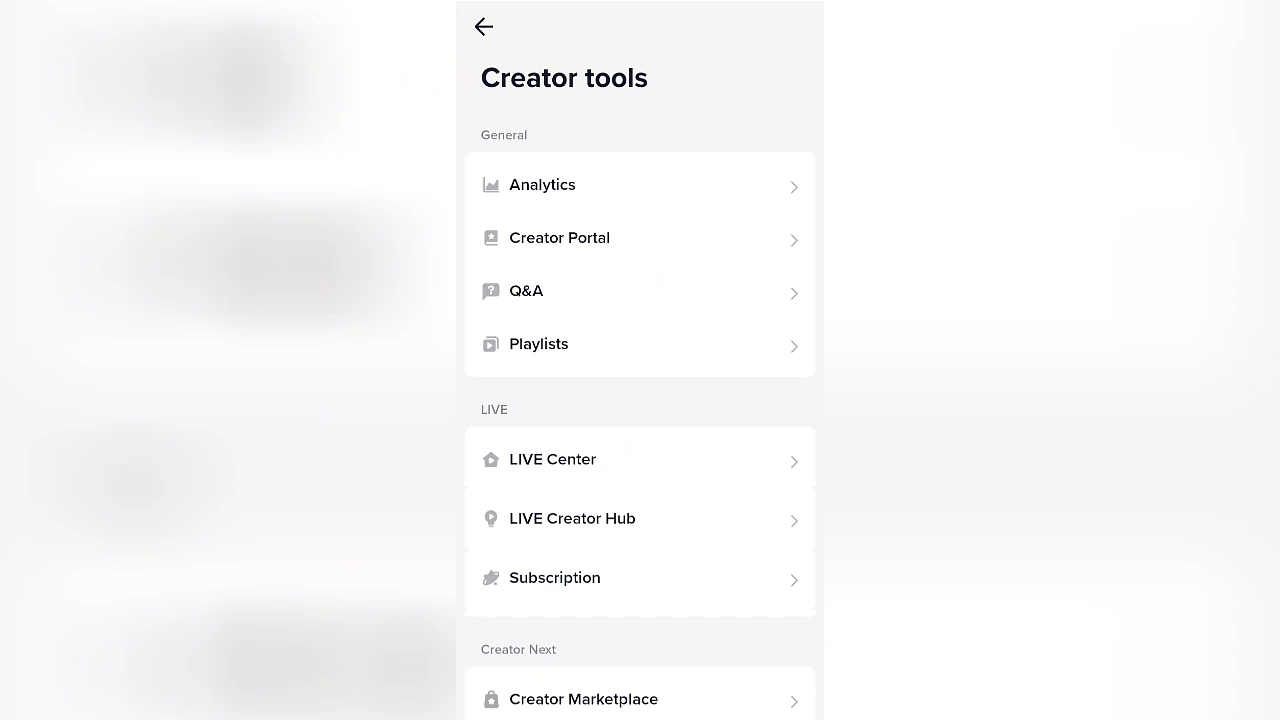 Creator tools
General
Analytics
Creator Portal
Q&A
Playlists
LIVE
LIVE Center
LIVE Creator Hub
Subscription
Creator Next
Creator Marketplace